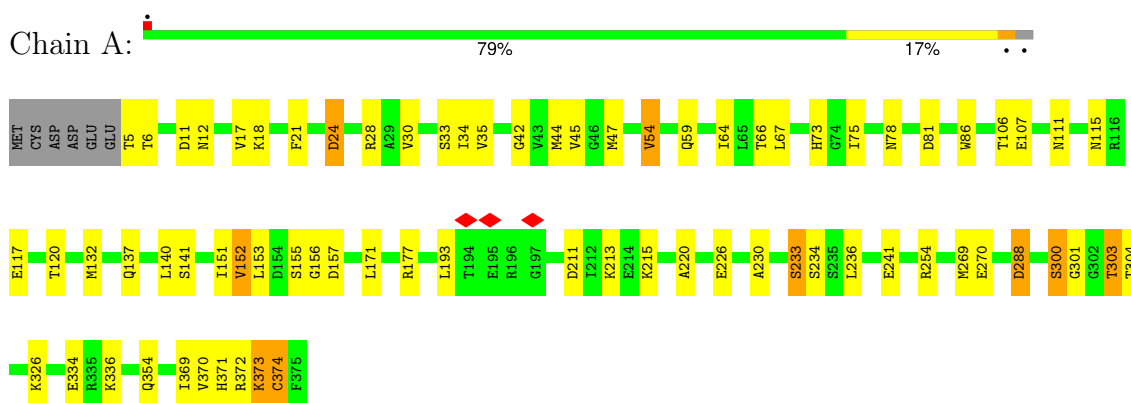 Chain A:
79% 17%
MET CYS ASP ASP GLU GLU T5 T6 D11 N12 V17 K18 F21 D24 R28 A29 V30 S33 I34 V35 G42 V43 M44 V45 G46 M47 V54 Q59 I64 L65 T66 L67 H73 G74 I75 N78 D81 W86 T106 E107 N111 N115 R116
E117 T120 M132 Q137 L140 S141 I151 V152 L153 D154 S155 G156 D157 L171 R177 L193 T194 E195 R196 G197 D211 I212 K213 E214 K215 A220 E226 A230 S233 S234 S235 L236 E241 R254 M269 E270 D288 S300 G301 G302 T303 T304
K326 E334 R335 K336 Q354 I369 V370 H371 R372 K373 C374 F375